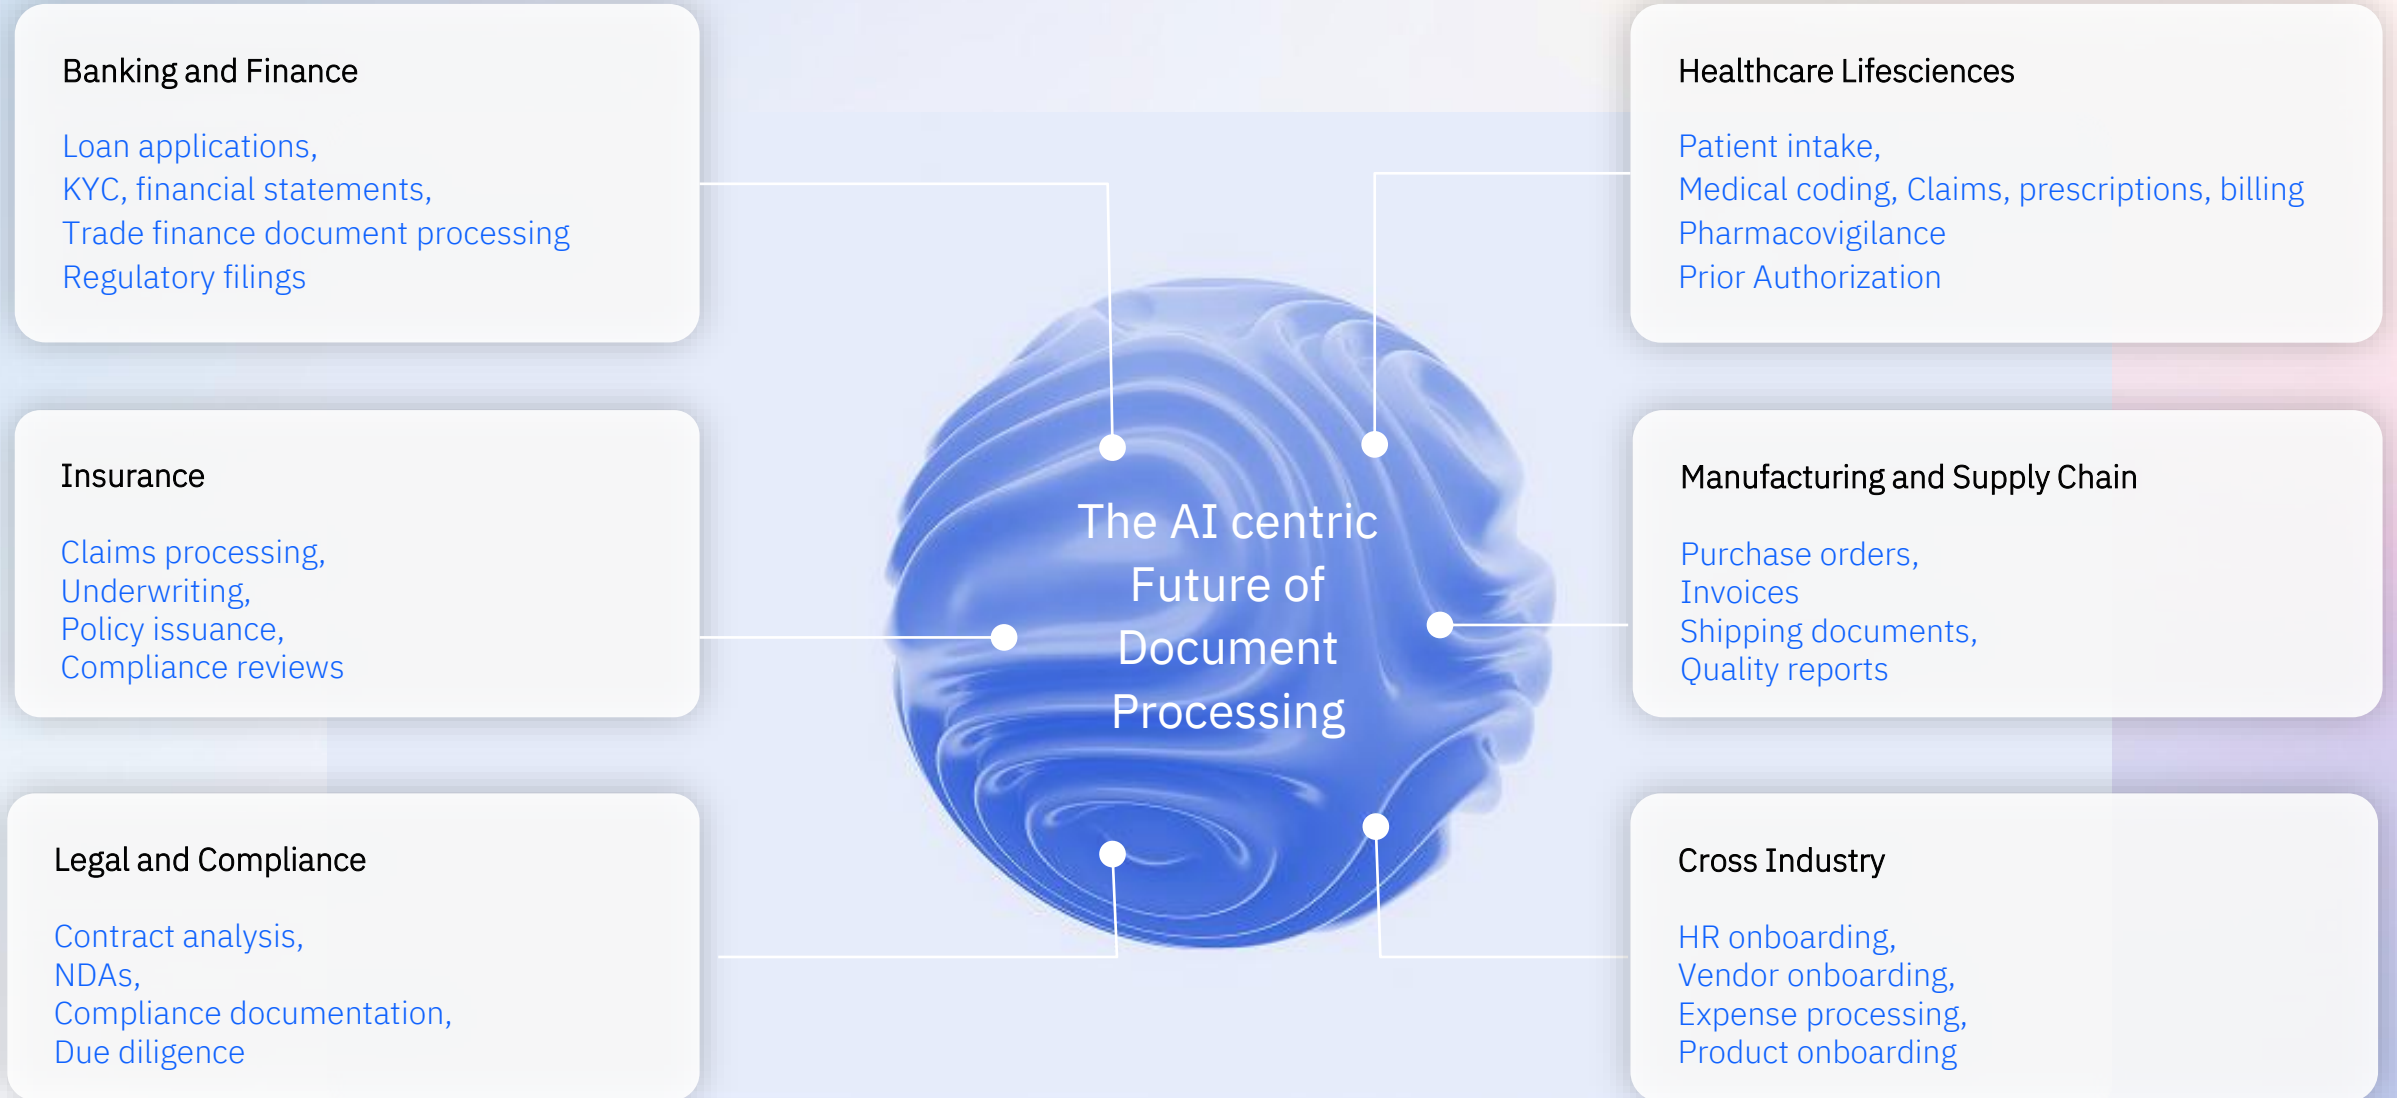 Banking and Finance
Loan applications,
KYC, financial statements,
Trade finance document processing
Regulatory filings
Insurance
Claims processing,
Underwriting,
Policy issuance,
Compliance reviews
Legal and Compliance
Contract analysis,
NDAs,
Compliance documentation,
Due diligence
The AI centric
Future of
Document
Processing
Healthcare Lifesciences
Patient intake,
Medical coding, Claims, prescriptions, billing
Pharmacovigilance
Prior Authorization
Manufacturing and Supply Chain
Purchase orders,
Invoices
Shipping documents,
Quality reports
Cross Industry
HR onboarding,
Vendor onboarding,
Expense processing,
Product onboarding